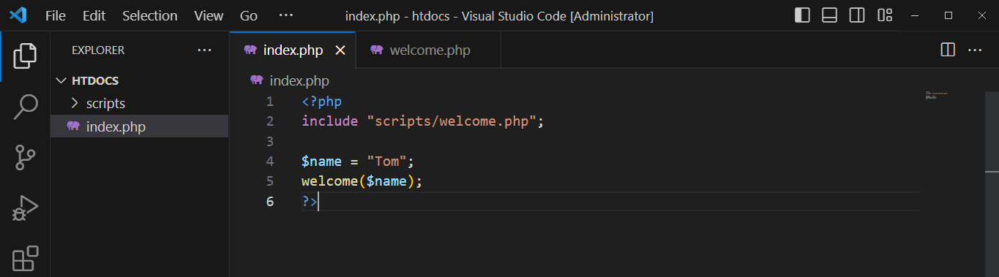 File Edit Selection View Go ··· index.php - htdocs - Visual Studio Code [Administrator]
EXPLORER ···
HTDOCS
scripts
index.php
index.php welcome.php ···
index.php
1 <?php
2 include "scripts/welcome.php";
3
4 $name = "Tom";
5 welcome($name);
6 ?>